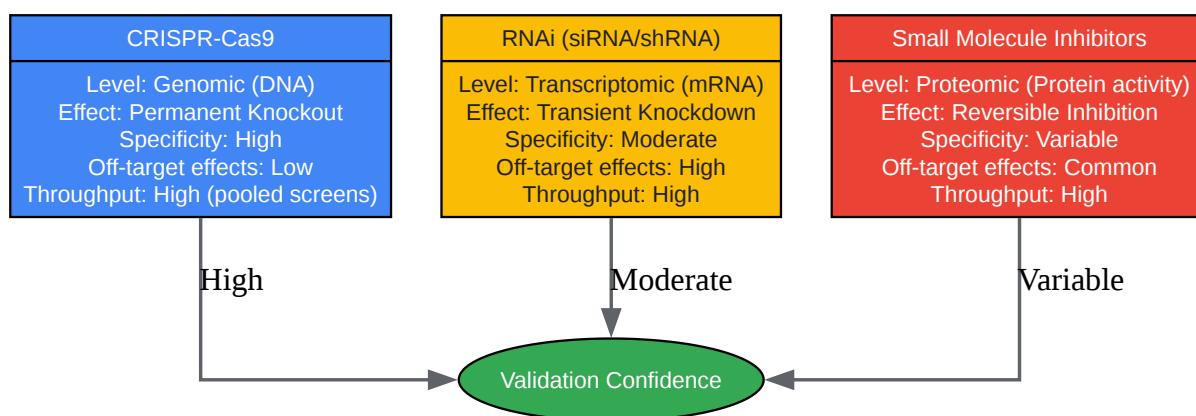 CRISPR-Cas9
Level: Genomic (DNA)
Effect: Permanent Knockout
Specificity: High
Off-target effects: Low
Throughput: High (pooled screens)
RNAi (siRNA/shRNA)
Level: Transcriptomic (mRNA)
Effect: Transient Knockdown
Specificity: Moderate
Off-target effects: High
Throughput: High
Small Molecule Inhibitors
Level: Proteomic (Protein activity)
Effect: Reversible Inhibition
Specificity: Variable
Off-target effects: Common
Throughput: High
High
Moderate
Variable
Validation Confidence